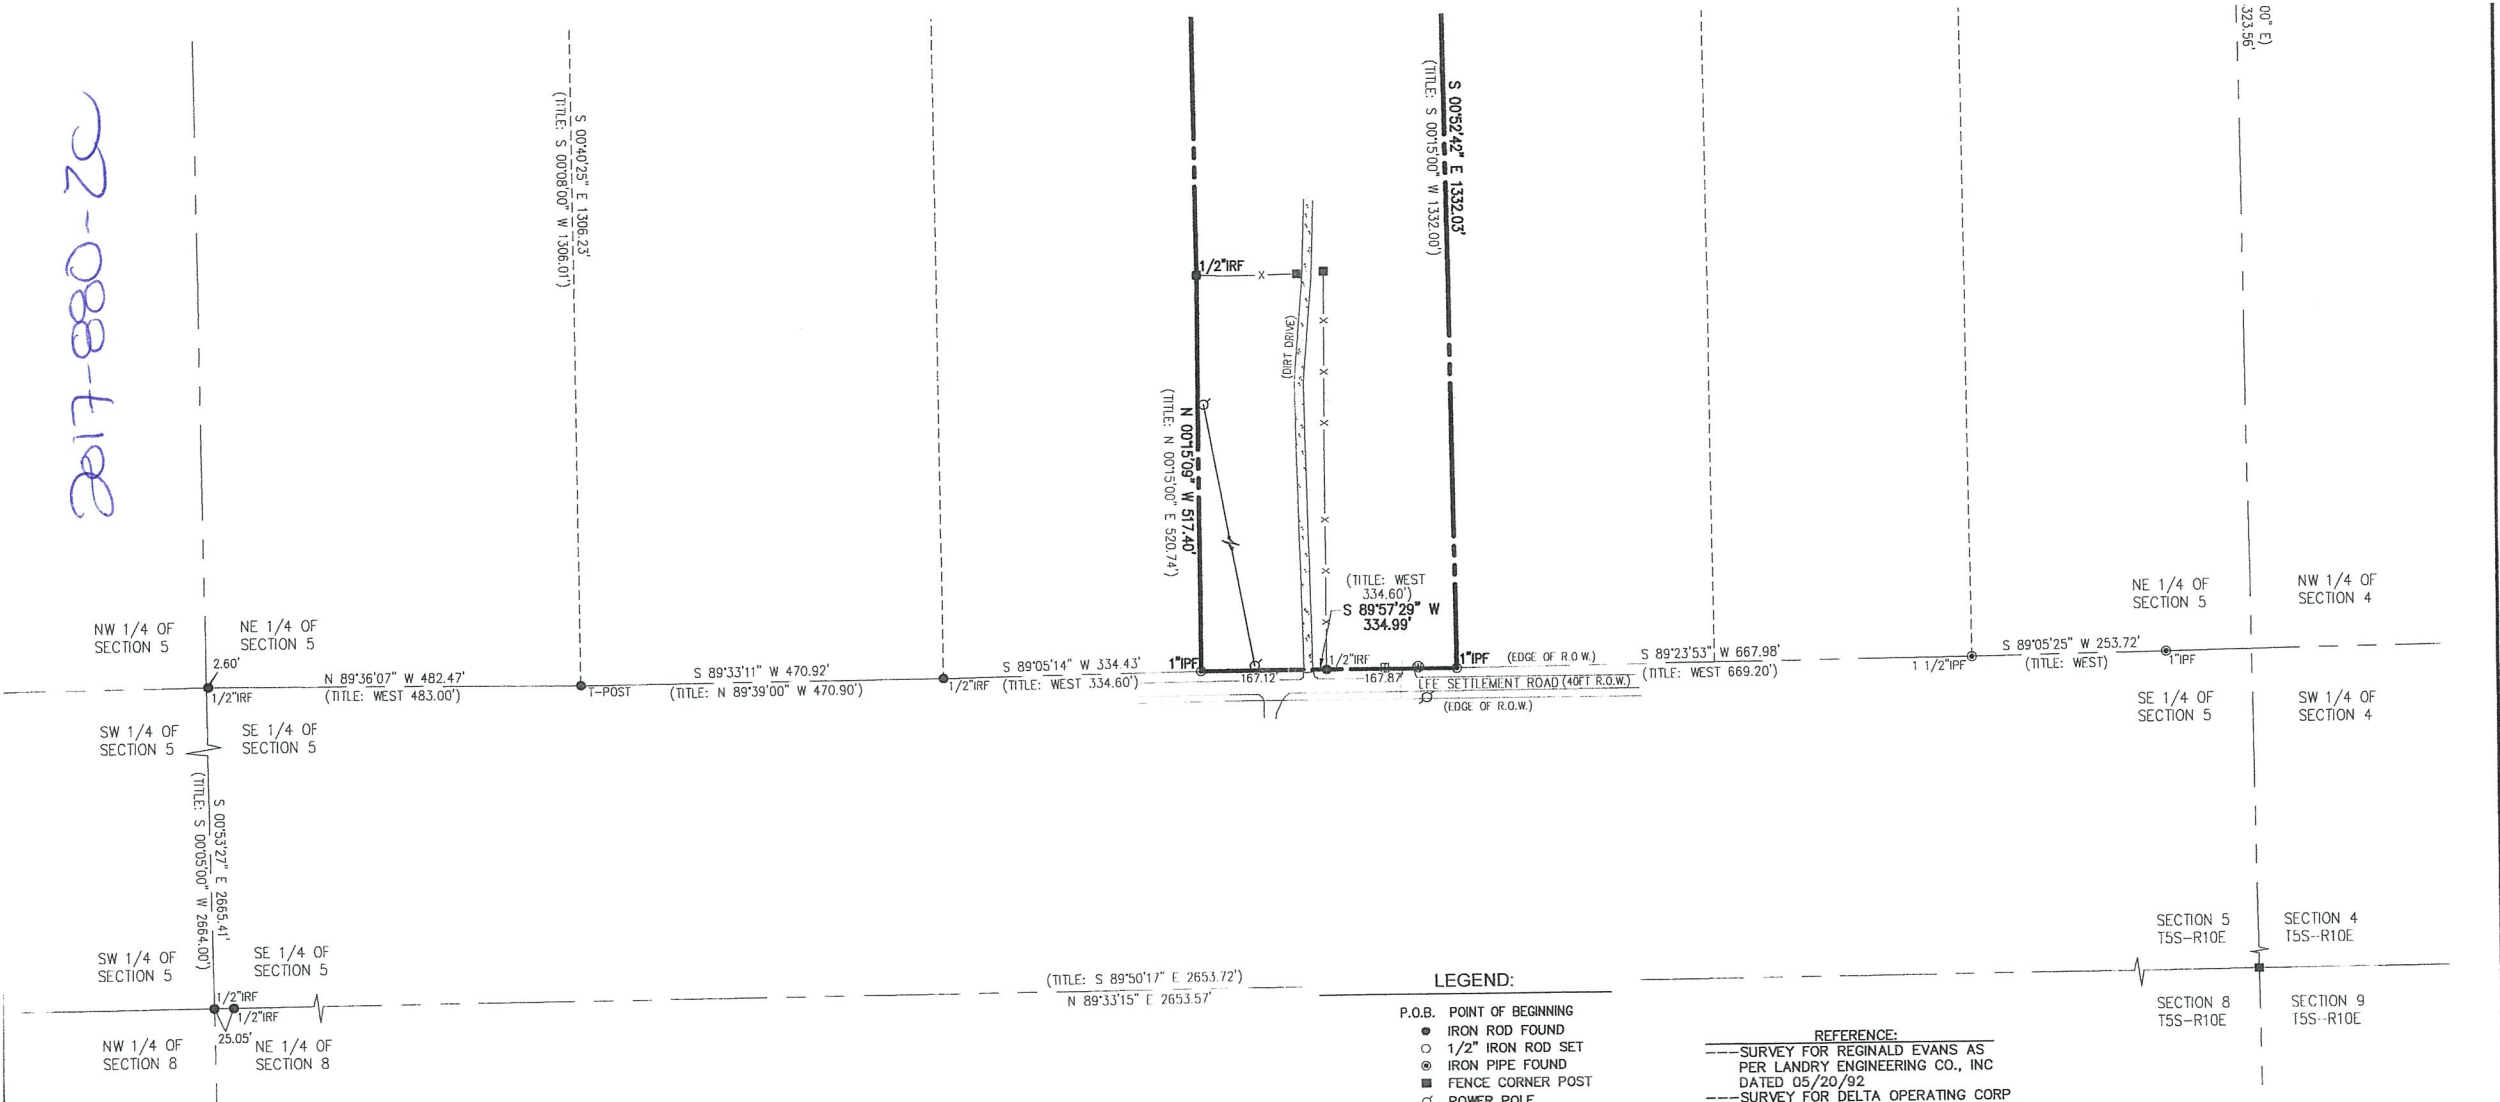 2017-880-2C
00" E)
323.56'
S 00°40'25" E 1306.23'
(TITLE: S 00°08'00" W 1306.01')
S 00°52'42" E 1332.03'
(TITLE: S 00°15'00" W 1332.00')
1/2"IRF
X
X
(DIRT DRIVE)
X
X
N 00°15'09" W 517.40'
(TITLE: N 00°15'00" E 520.74')
X
X
X
(TITLE: WEST
334.60')
S 89°57'29" W
334.99'
NW 1/4 OF
SECTION 5
NE 1/4 OF
SECTION 5
NE 1/4 OF
SECTION 5
NW 1/4 OF
SECTION 4
2.60'
1/2"IRF
N 89°36'07" W 482.47'
(TITLE: WEST 483.00')
T-POST
S 89°33'11" W 470.92'
(TITLE: N 89°39'00" W 470.90')
1/2"IRF
S 89°05'14" W 334.43'
(TITLE: WEST 334.60')
1"IPF
167.12'
1/2"IRF
167.87'
1"IPF
(EDGE OF R.O.W.)
LEE SETTLEMENT ROAD (40FT R.O.W.)
(EDGE OF R.O.W.)
S 89°23'53" W 667.98'
(TITLE: WEST 669.20')
1 1/2"IPF
S 89°05'25" W 253.72'
(TITLE: WEST)
1"IPF
SW 1/4 OF
SECTION 5
SE 1/4 OF
SECTION 5
SE 1/4 OF
SECTION 5
SW 1/4 OF
SECTION 4
S 00°53'27" E 2665.41'
(TITLE: S 00°05'00" W 2664.00')
SW 1/4 OF
SECTION 5
SE 1/4 OF
SECTION 5
SECTION 5
T5S-R10E
SECTION 4
T5S-R10E
1/2"IRF
1/2"IRF
25.05'
(TITLE: S 89°50'17" E 2653.72')
N 89°33'15" E 2653.57'
NW 1/4 OF
SECTION 8
NE 1/4 OF
SECTION 8
SECTION 8
T5S-R10E
SECTION 9
T5S-R10E
LEGEND:
P.O.B. POINT OF BEGINNING
IRON ROD FOUND
1/2" IRON ROD SET
IRON PIPE FOUND
FENCE CORNER POST
POWER POLE
REFERENCE:
---SURVEY FOR REGINALD EVANS AS
PER LANDRY ENGINEERING CO., INC
DATED 05/20/92
---SURVEY FOR DELTA OPERATING CORP